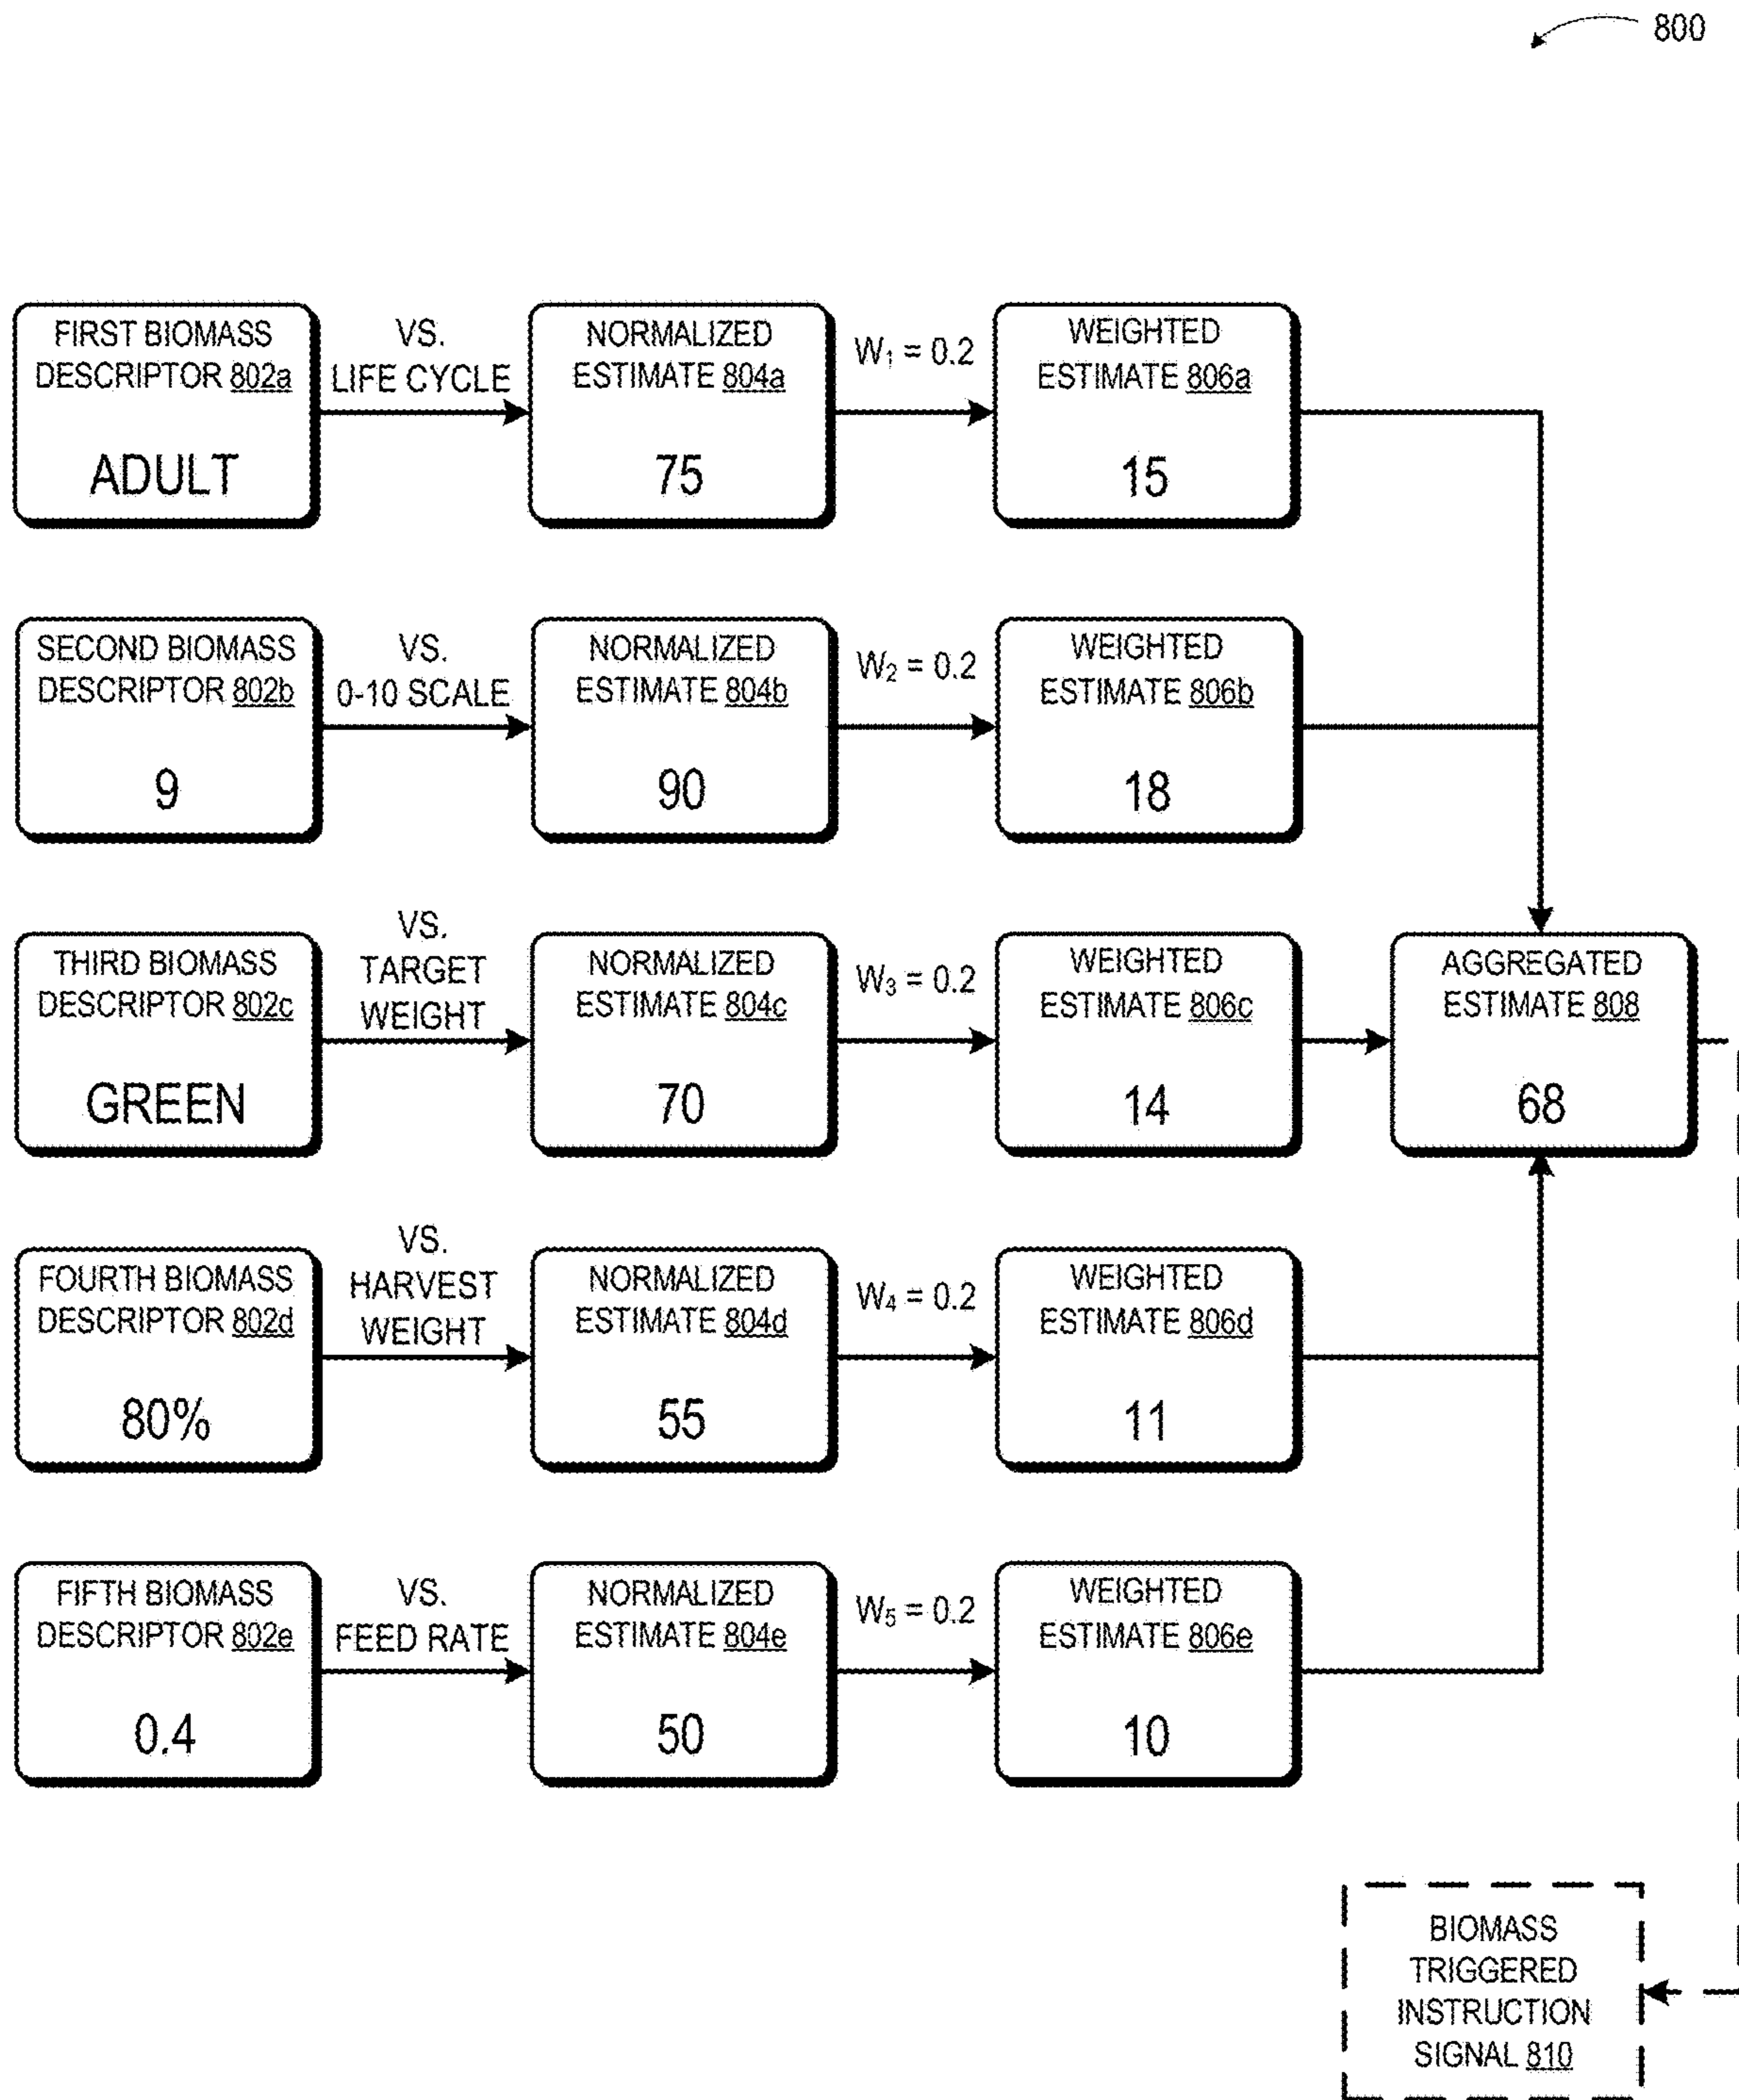 800
FIRST BIOMASS
DESCRIPTOR 802a
ADULT
VS.
LIFE CYCLE
NORMALIZED
ESTIMATE 804a
75
W₁ = 0.2
WEIGHTED
ESTIMATE 806a
15
SECOND BIOMASS
DESCRIPTOR 802b
9
VS.
0-10 SCALE
NORMALIZED
ESTIMATE 804b
90
W₂ = 0.2
WEIGHTED
ESTIMATE 806b
18
THIRD BIOMASS
DESCRIPTOR 802c
GREEN
VS.
TARGET
WEIGHT
NORMALIZED
ESTIMATE 804c
70
W₃ = 0.2
WEIGHTED
ESTIMATE 806c
14
AGGREGATED
ESTIMATE 808
68
FOURTH BIOMASS
DESCRIPTOR 802d
80%
VS.
HARVEST
WEIGHT
NORMALIZED
ESTIMATE 804d
55
W₄ = 0.2
WEIGHTED
ESTIMATE 806d
11
FIFTH BIOMASS
DESCRIPTOR 802e
0.4
VS.
FEED RATE
NORMALIZED
ESTIMATE 804e
50
W₅ = 0.2
WEIGHTED
ESTIMATE 806e
10
BIOMASS
TRIGGERED
INSTRUCTION
SIGNAL 810